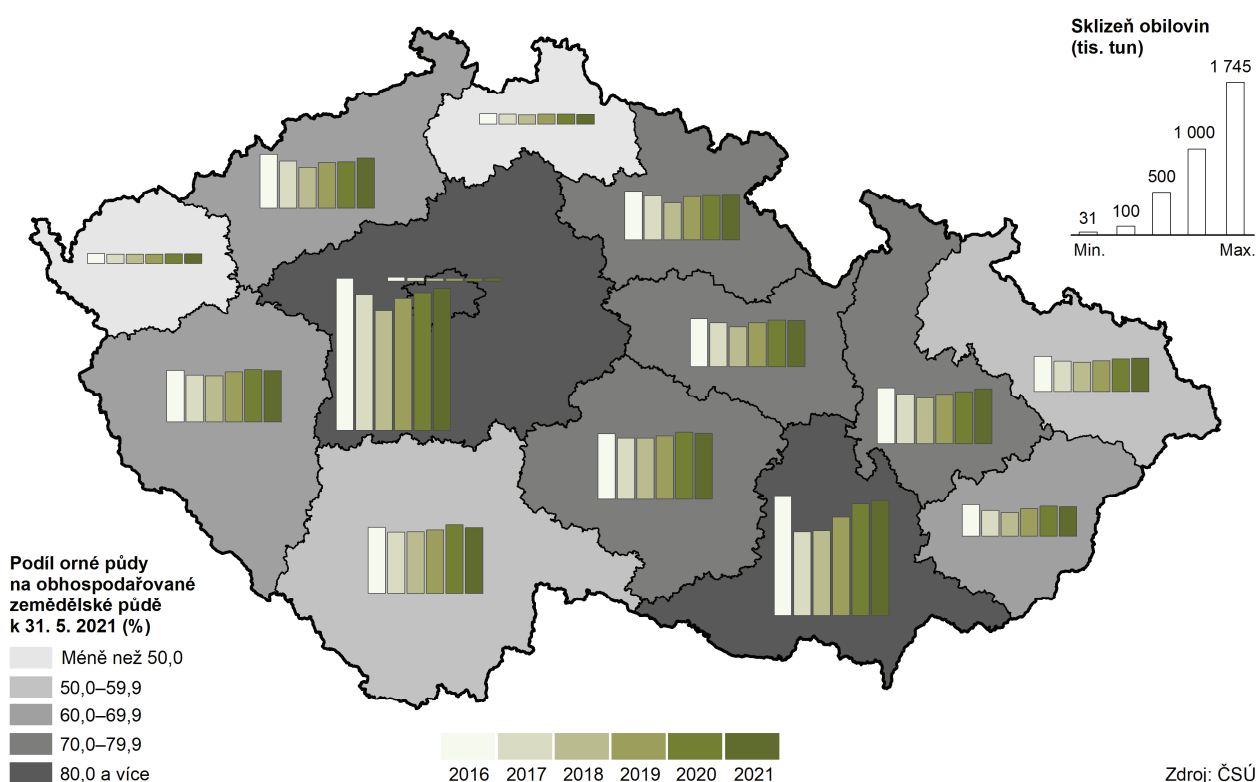 Sklizeň obilovin
(tis. tun)
1 745
1 000
500
100
31
Min.
Max.
Podíl orné půdy
na obhospodařované
zemědělské půdě
k 31. 5. 2021 (%)
Méně než 50,0
50,0–59,9
60,0–69,9
70,0–79,9
80,0 a více
2016 2017 2018 2019 2020 2021
Zdroj: ČSÚ